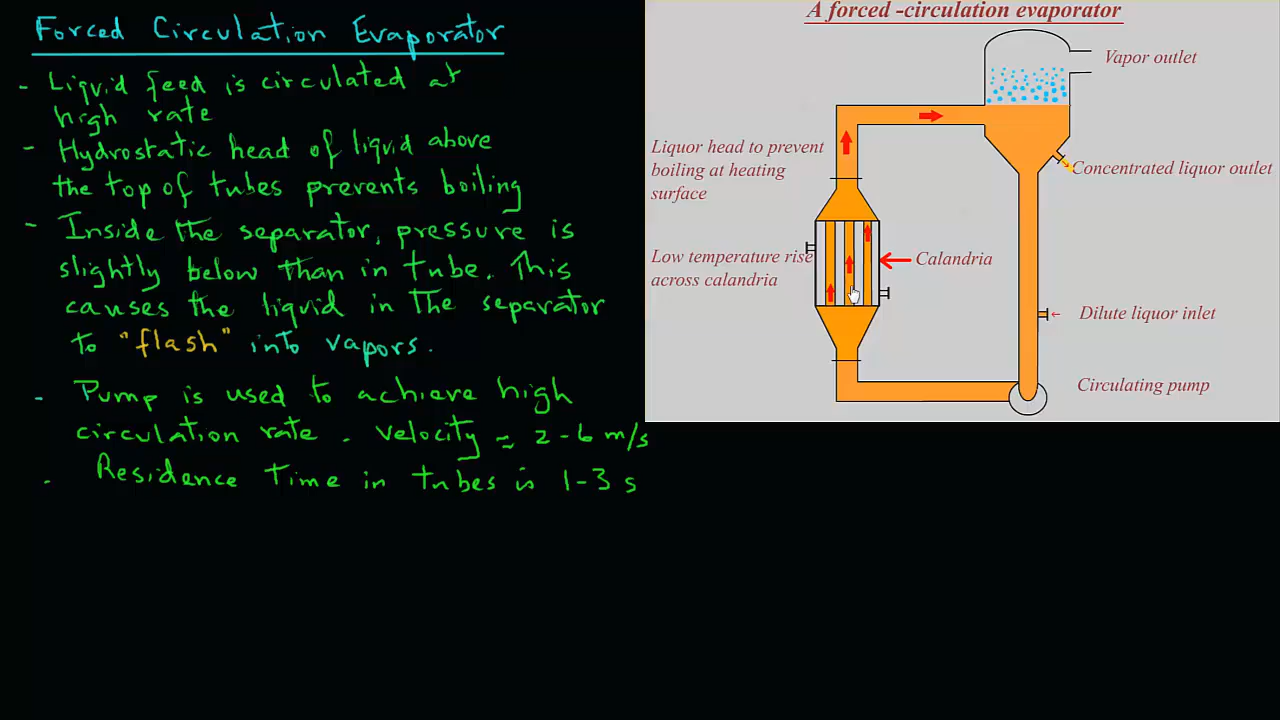 Forced Circulation Evaporator
- Liquid feed is circulated at
high rate
- Hydrostatic head of liquid above
the top of tubes prevents boiling
- Inside the separator, pressure is
slightly below than in tube. This
causes the liquid in the separator
to "flash" into vapors.
- Pump is used to achieve high
circulation rate. velocity ≈ 2-6 m/s
- Residence Time in tubes is 1-3 s
A forced -circulation evaporator
Vapor outlet
Liquor head to prevent
boiling at heating
surface
Concentrated liquor outlet
Low temperature rise
across calandria
Calandria
Dilute liquor inlet
Circulating pump